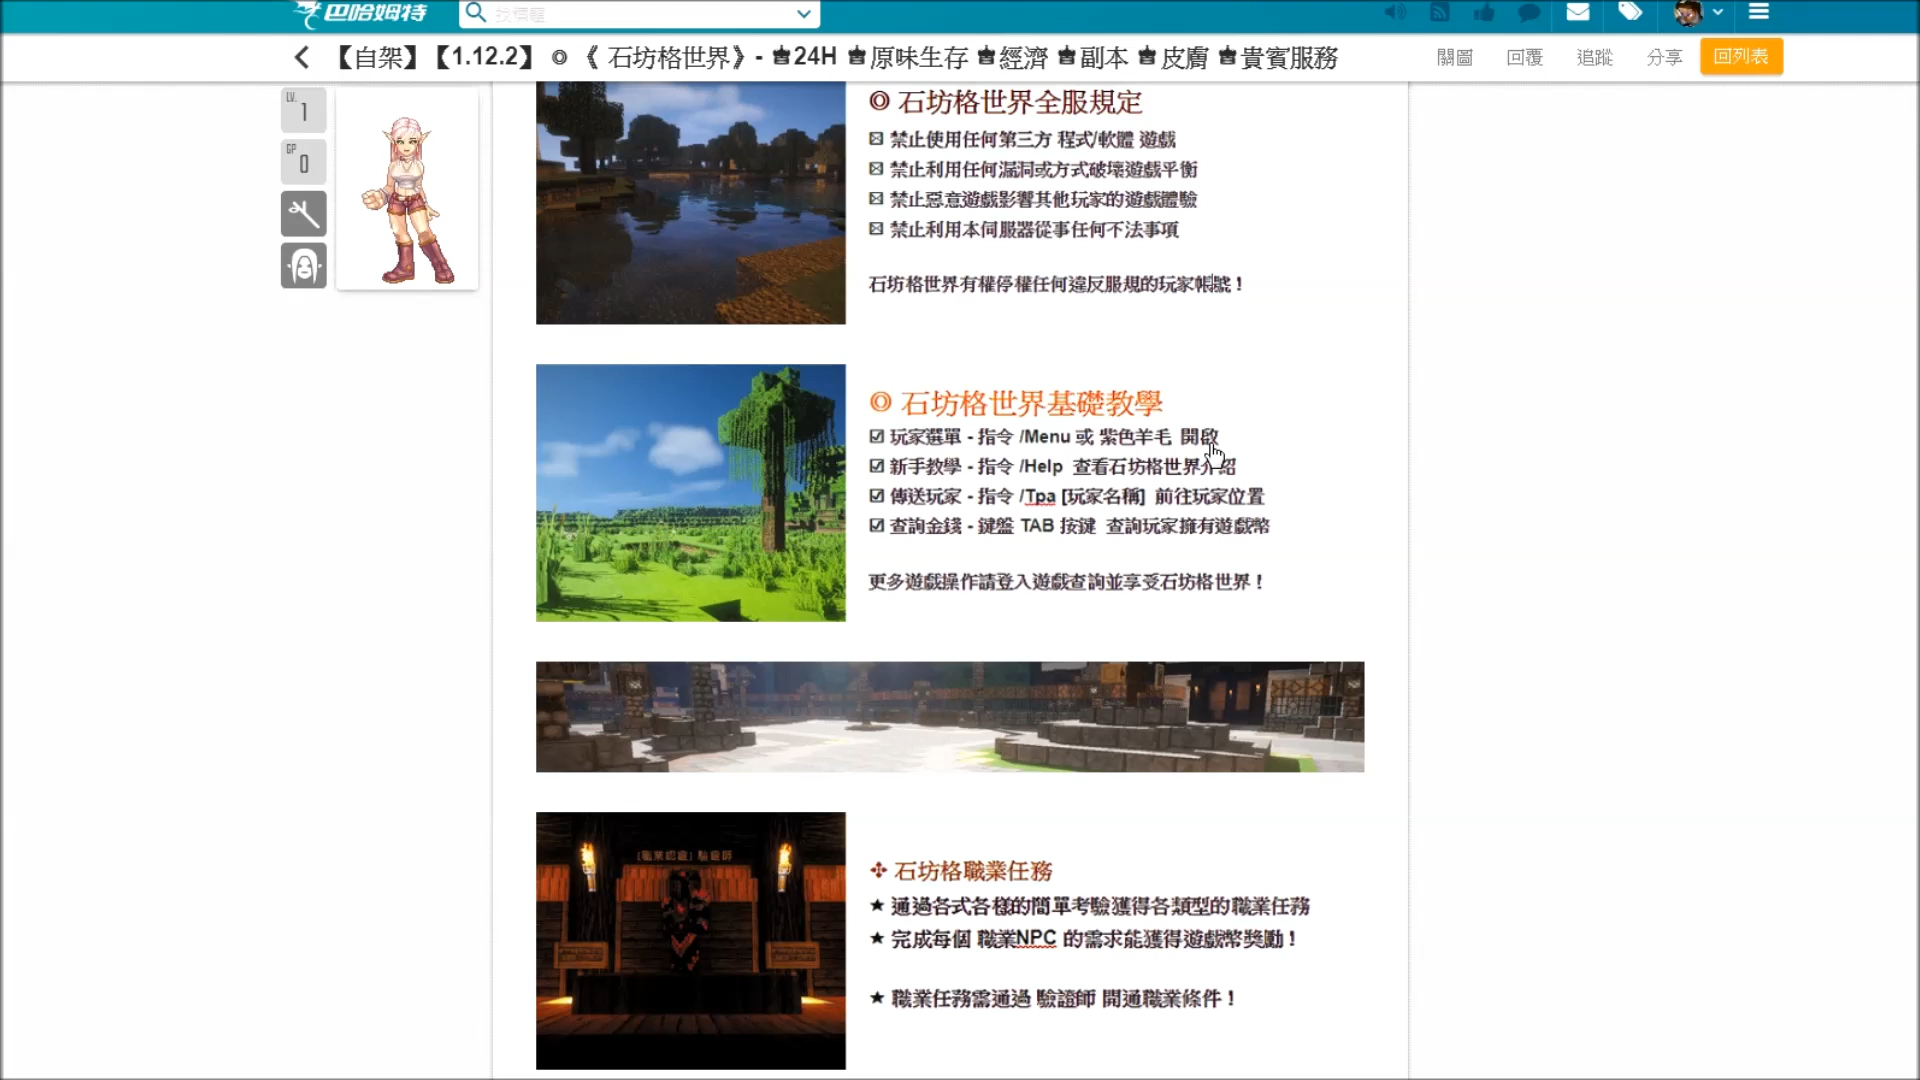 巴哈姆特
【自架】【1.12.2】 ◎ 《 石坊格世界》- ♚24H ♚原味生存 ♚經濟 ♚副本 ♚皮膚 ♚貴賓服務
關圖
回覆
追蹤
分享
回列表
LV.
1
GP
0
◎ 石坊格世界全服規定
☒ 禁止使用任何第三方 程式/軟體 遊戲
☒ 禁止利用任何漏洞或方式破壞遊戲平衡
☒ 禁止惡意遊戲影響其他玩家的遊戲體驗
☒ 禁止利用本伺服器從事任何不法事項
石坊格世界有權停權任何違反服規的玩家帳號！
◎ 石坊格世界基礎教學
☑ 玩家選單 - 指令 /Menu 或 紫色羊毛 開啟
☑ 新手教學 - 指令 /Help 查看石坊格世界介紹
☑ 傳送玩家 - 指令 /Tpa [玩家名稱] 前往玩家位置
☑ 查詢金錢 - 鍵盤 TAB 按鍵 查詢玩家擁有遊戲幣
更多遊戲操作請登入遊戲查詢並享受石坊格世界！
[職業認證] 驗證師
✣ 石坊格職業任務
★ 通過各式各樣的簡單考驗獲得各類型的職業任務
★ 完成每個 職業NPC 的需求能獲得遊戲幣獎勵！
★ 職業任務需通過 驗證師 開通職業條件！